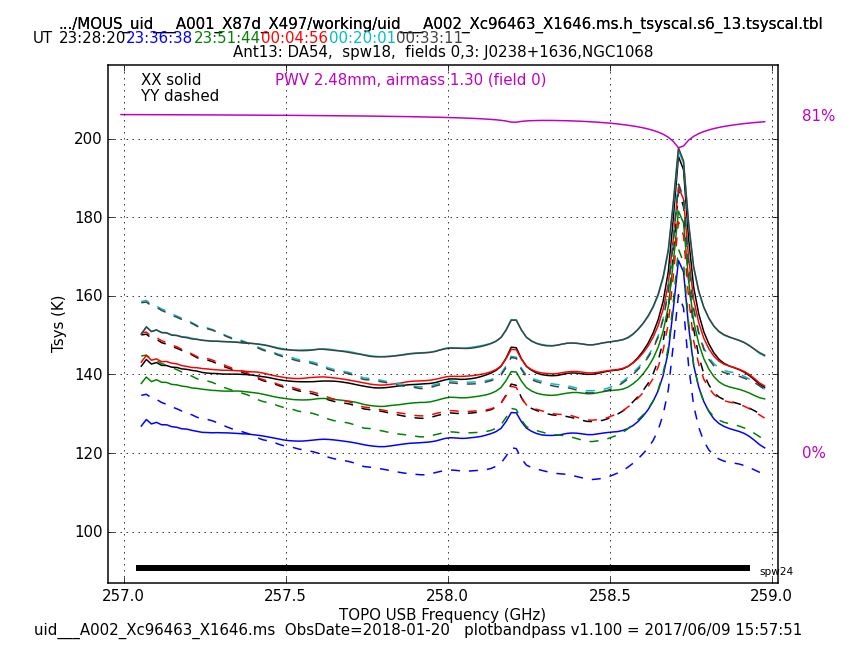 .../MOUS_uid___A001_X87d_X497/working/uid___A002_Xc96463_X1646.ms.h_tsyscal.s6_13.tsyscal.tbl
UT 23:28:20 23:36:38 23:51:44 00:04:56 00:20:01 00:33:11
Ant13: DA54, spw18, fields 0,3: J0238+1636,NGC1068
XX solid
PWV 2.48mm, airmass 1.30 (field 0)
YY dashed
81%
0%
Tsys (K)
200
180
160
140
120
100
spw24
257.0 257.5 258.0 258.5 259.0
TOPO USB Frequency (GHz)
uid___A002_Xc96463_X1646.ms ObsDate=2018-01-20 plotbandpass v1.100 = 2017/06/09 15:57:51